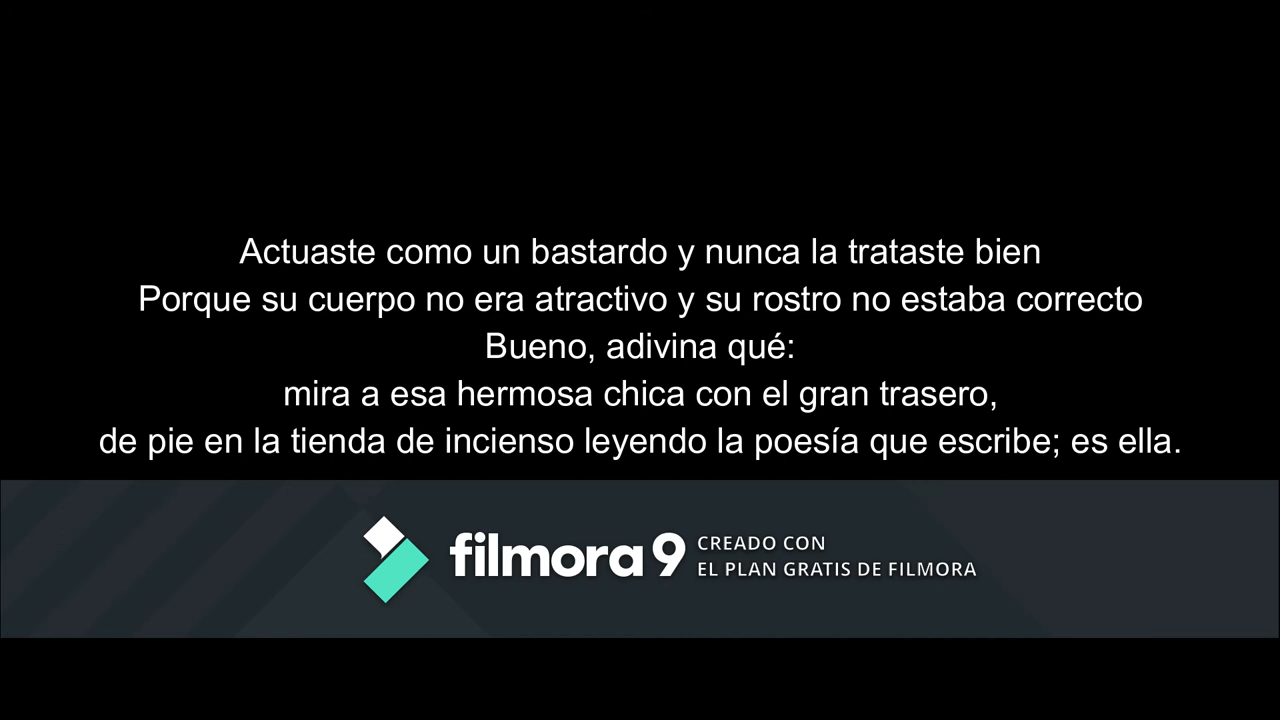 Actuaste como un bastardo y nunca la trataste bien
Porque su cuerpo no era atractivo y su rostro no estaba correcto
Bueno, adivina qué:
mira a esa hermosa chica con el gran trasero,
de pie en la tienda de incienso leyendo la poesía que escribe; es ella.
filmora 9
CREADO CON
EL PLAN GRATIS DE FILMORA